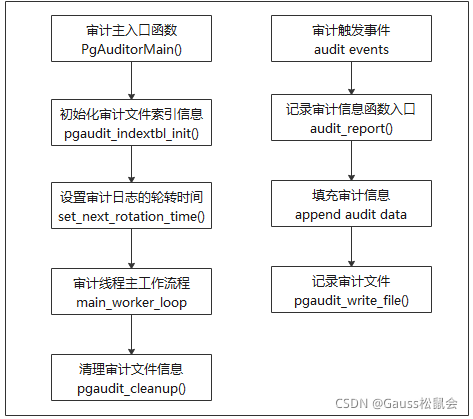 审计主入口函数
PgAuditorMain()
初始化审计文件索引信息
pgaudit_indextbl_init()
设置审计日志的轮转时间
set_next_rotation_time()
审计线程主工作流程
main_worker_loop
清理审计文件信息
pgaudit_cleanup()
审计触发事件
audit events
记录审计信息函数入口
audit_report()
填充审计信息
append audit data
记录审计文件
pgaudit_write_file()
CSDN @Gauss松鼠会